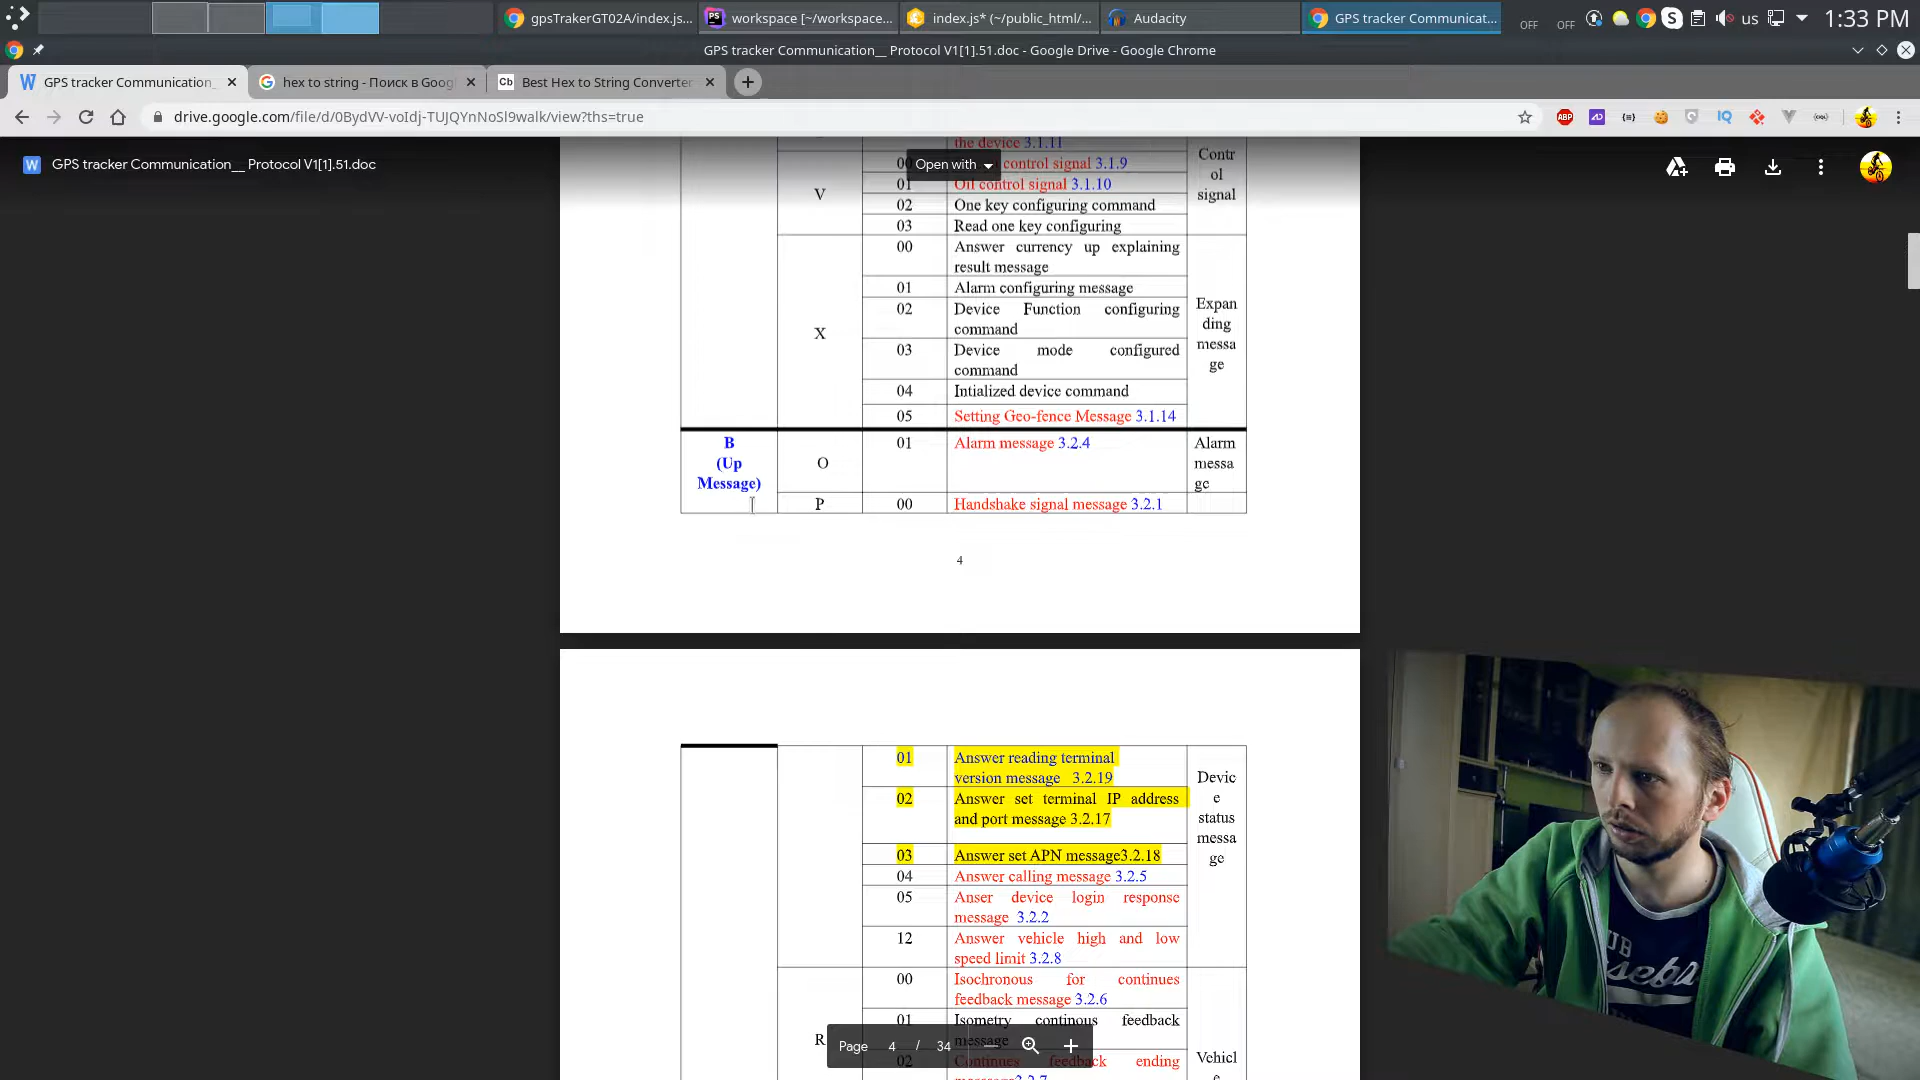 gpsTrakerGT02A/index.js...
workspace [~/workspace...
index.js* (~/public_html/...
Audacity
GPS tracker Communicat...
OFF
OFF
us
1:33 PM
GPS tracker Communication__ Protocol V1[1].51.doc - Google Drive - Google Chrome
GPS tracker Communication_
hex to string - Поиск в Goog
Best Hex to String Converter
drive.google.com/file/d/0BydVV-voIdj-TUJQYnNoSl9walk/view?ths=true
GPS tracker Communication__ Protocol V1[1].51.doc
Open with
the device 3.1.11
control signal 3.1.9
01 Oil control signal 3.1.10
02 One key configuring command
03 Read one key configuring
V
Contr
ol
signal
X
00 Answer currency up explaining
result message
01 Alarm configuring message
02 Device Function configuring
command
03 Device mode configured
command
04 Intialized device command
05 Setting Geo-fence Message 3.1.14
Expan
ding
messa
ge
B
(Up
Message)
O
01 Alarm message 3.2.4
Alarm
messa
ge
P
00 Handshake signal message 3.2.1
4
01 Answer reading terminal
version message 3.2.19
02 Answer set terminal IP address
and port message 3.2.17
03 Answer set APN message3.2.18
04 Answer calling message 3.2.5
05 Anser device login response
message 3.2.2
12 Answer vehicle high and low
speed limit 3.2.8
Devic
e
status
messa
ge
R
00 Isochronous for continues
feedback message 3.2.6
01 Isometry continous feedback
message
02 Continues feedback ending
Vehicl
Page 4 / 34